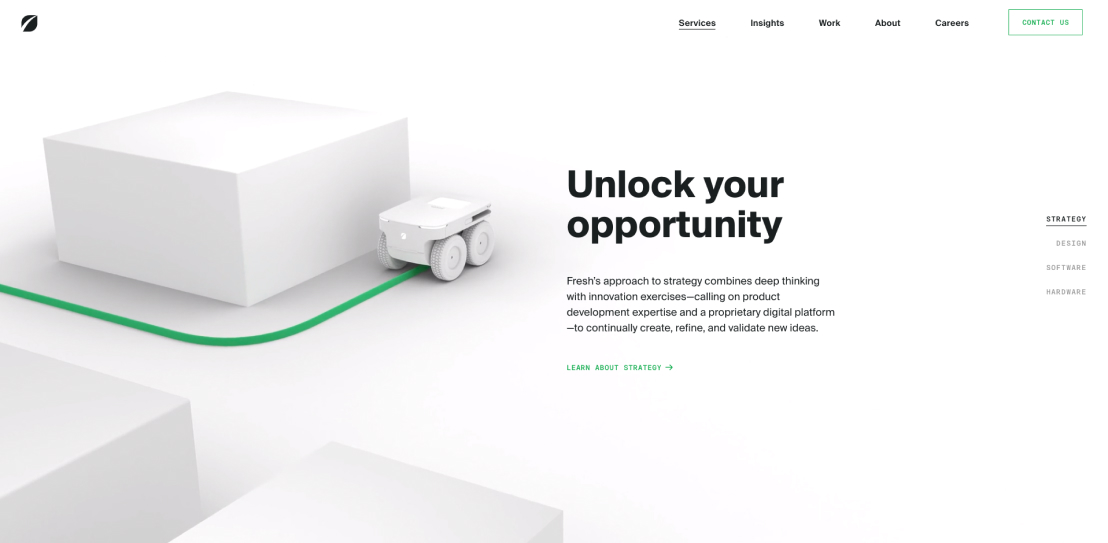 Services
Insights
Work
About
Careers
CONTACT US
Unlock your
opportunity
Fresh's approach to strategy combines deep thinking
with innovation exercises—calling on product
development expertise and a proprietary digital platform
—to continually create, refine, and validate new ideas.
LEARN ABOUT STRATEGY →
STRATEGY
DESIGN
SOFTWARE
HARDWARE